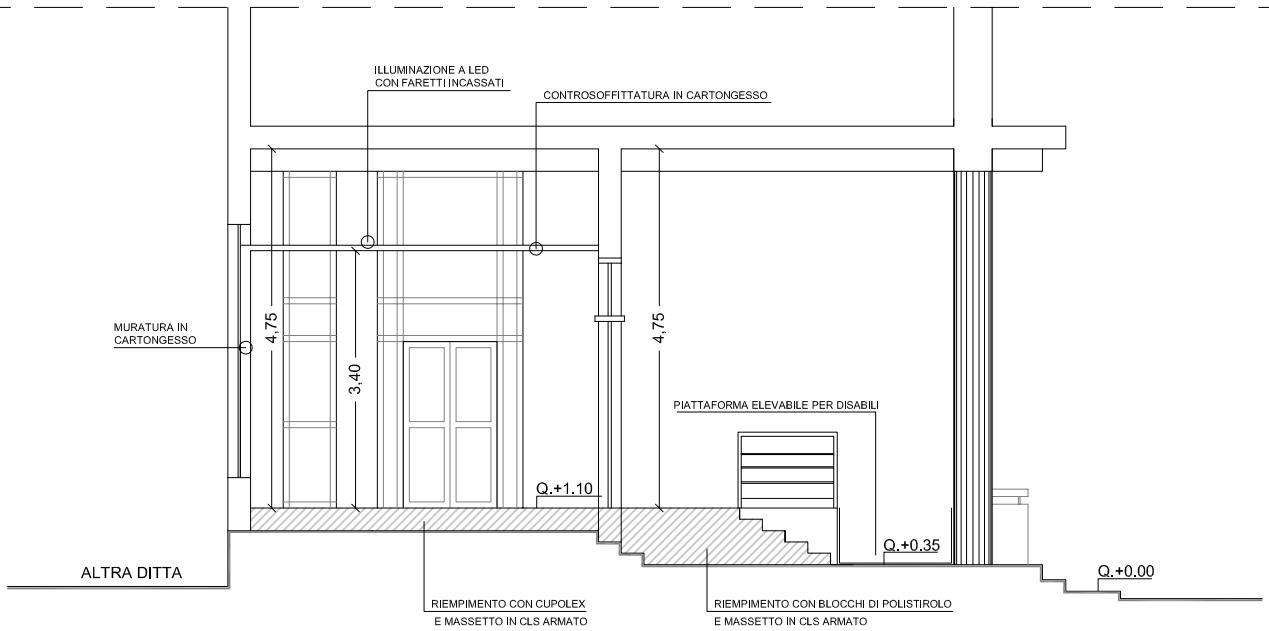 ILLUMINAZIONE A LED
CON FARETTI INCASSATI
CONTROSOFFITTATURA IN CARTONGESSO
MURATURA IN
CARTONGESSO
4,75
3,40
4,75
PIATTAFORMA ELEVABILE PER DISABILI
Q.+1.10
Q.+0.35
ALTRA DITTA
Q.+0.00
RIEMPIMENTO CON CUPOLEX
E MASSETTO IN CLS ARMATO
RIEMPIMENTO CON BLOCCHI DI POLISTIROLO
E MASSETTO IN CLS ARMATO